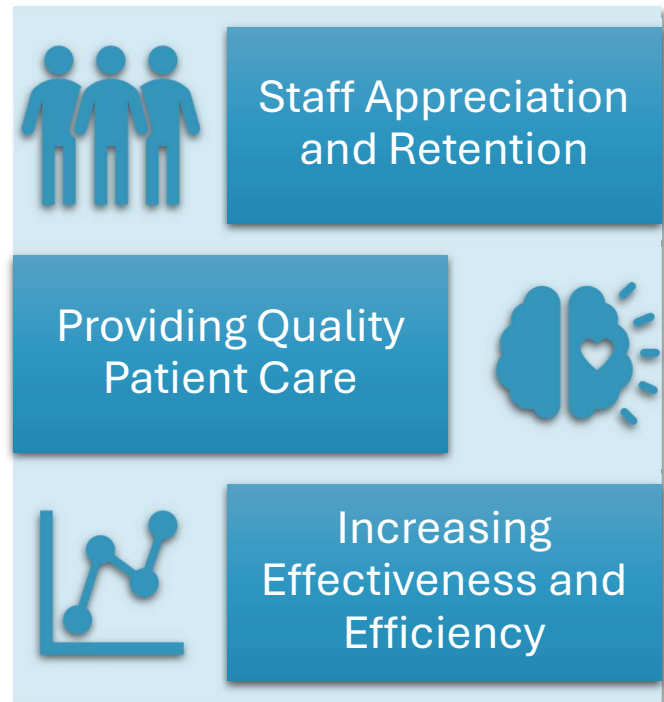 Staff Appreciation
and Retention
Providing Quality
Patient Care
Increasing
Effectiveness and
Efficiency